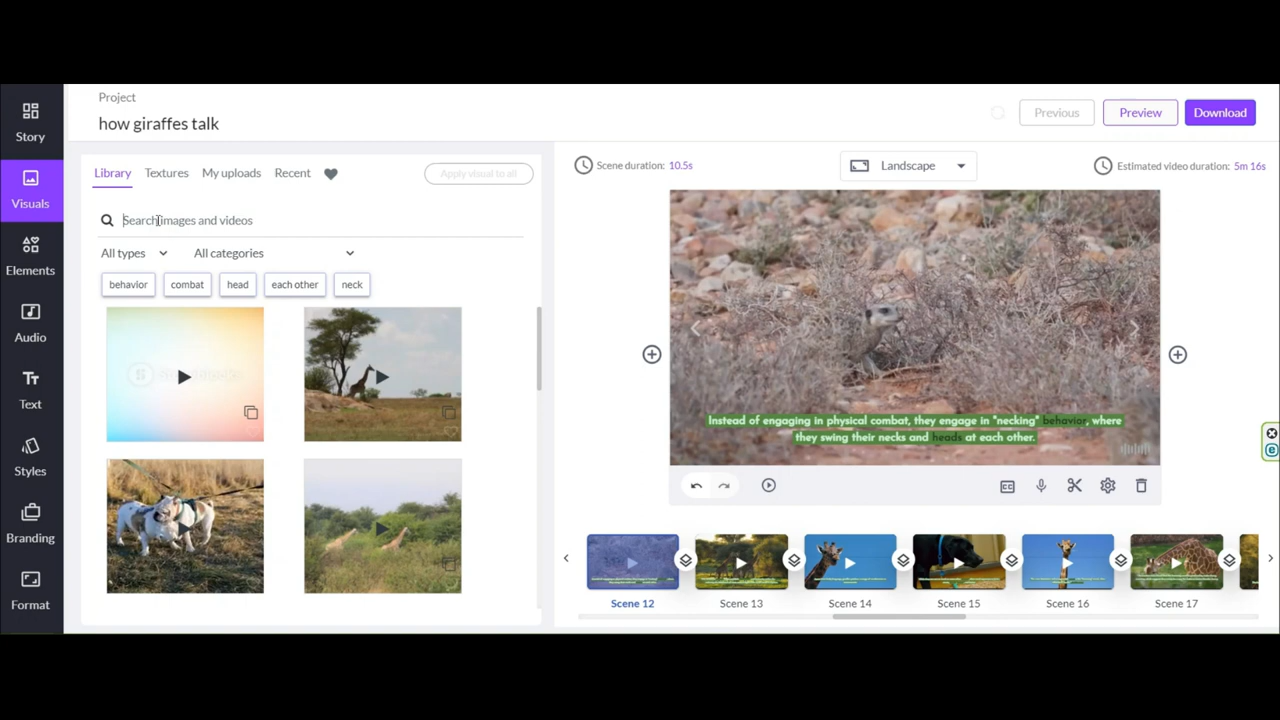 Project
how giraffes talk
Previous
Preview
Download
Story
Visuals
Elements
Audio
Text
Styles
Branding
Format
Library
Textures
My uploads
Recent
Apply visual to all
Search images and videos
All types
All categories
behavior
combat
head
each other
neck
Scene duration: 10.5s
Landscape
Estimated video duration: 5m 16s
Instead of engaging in physical combat, they engage in "necking" behavior, where
they swing their necks and heads at each other.
CC
Scene 12
Scene 13
Scene 14
Scene 15
Scene 16
Scene 17